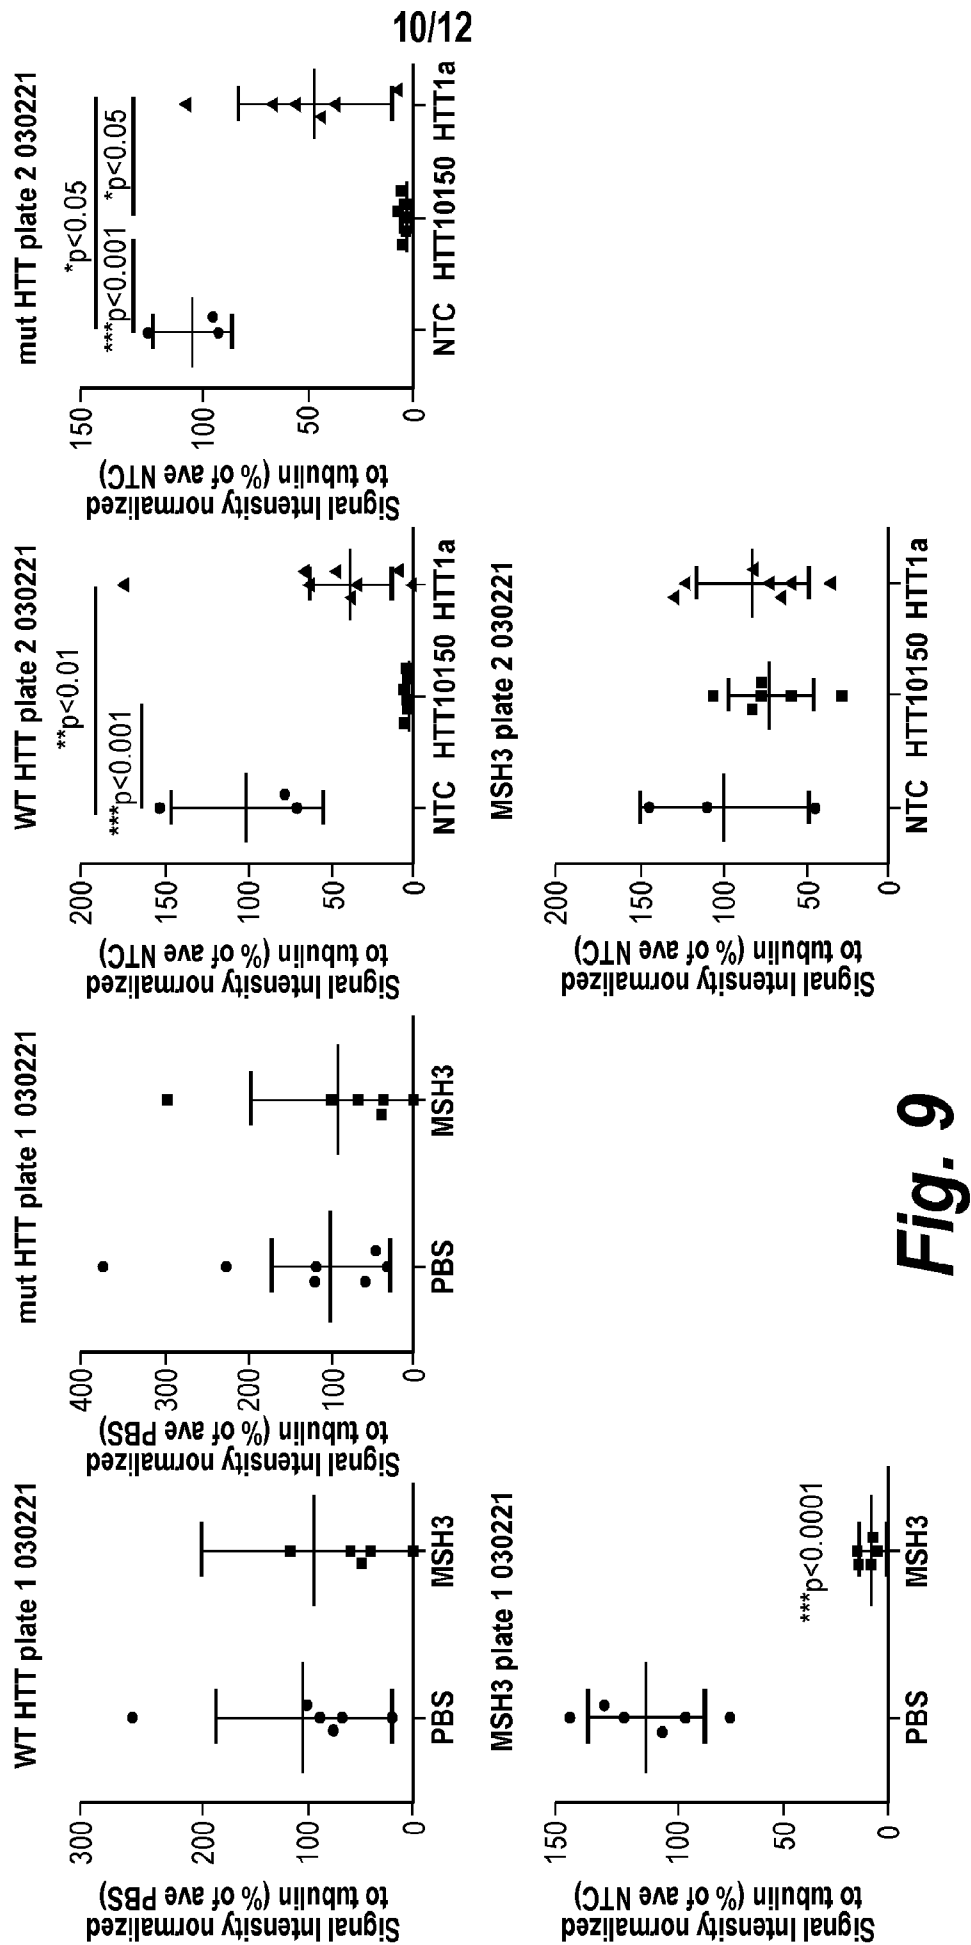 10/12
WT HTT plate 1 030221
Signal Intensity normalized
to tubulin (% of ave PBS)
300
200
100
0
PBS MSH3
mut HTT plate 1 030221
Signal Intensity normalized
to tubulin (% of ave PBS)
400
300
200
100
0
PBS MSH3
WT HTT plate 2 030221
Signal Intensity normalized
to tubulin (% of ave NTC)
**p<0.01
***p<0.001
200
150
100
50
0
NTC HTT10150 HTT1a
mut HTT plate 2 030221
Signal Intensity normalized
to tubulin (% of ave NTC)
*p<0.05
***p<0.001 *p<0.05
150
100
50
0
NTC HTT10150 HTT1a
MSH3 plate 1 030221
Signal Intensity normalized
to tubulin (% of ave NTC)
150
100
50
0
***p<0.0001
PBS MSH3
MSH3 plate 2 030221
Signal Intensity normalized
to tubulin (% of ave NTC)
200
150
100
50
0
NTC HTT10150 HTT1a
Fig. 9